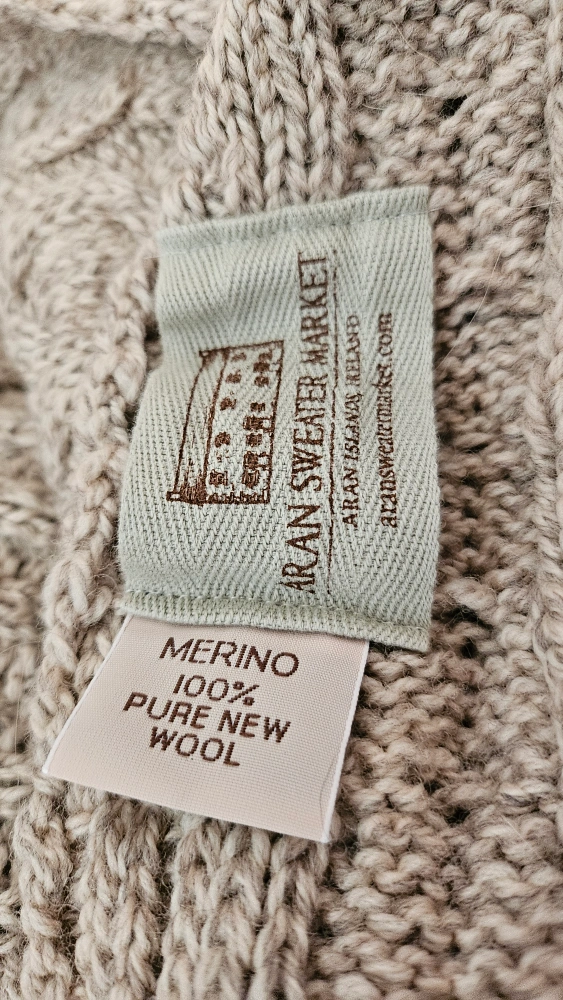 ARAN SWEATER MARKET
ARAN ISLANDS, IRELAND
aransweatermarket.com
MERINO
100%
PURE NEW
WOOL